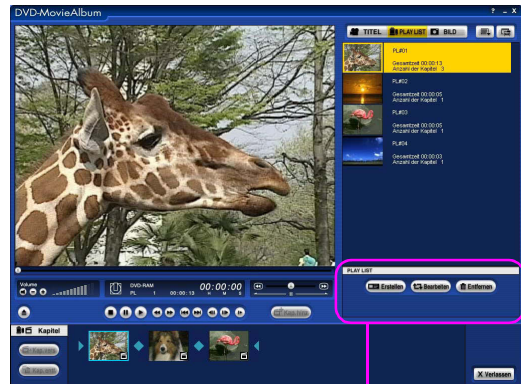 DVD-MovieAlbum
? – X
TITEL PLAY LIST BILD
PL#01
Gesamtzeit 00:00:13
Anzahl der Kapitel 3
PL#02
Gesamtzeit 00:00:05
Anzahl der Kapitel 1
PL#03
Gesamtzeit 00:00:05
Anzahl der Kapitel 1
PL#04
Gesamtzeit 00:00:03
Anzahl der Kapitel 1
PLAY LIST
Erstellen Bearbeiten Entfernen
Volume
DVD-RAM
PL 1 00:00:13
00:00:00
H M S
Kapitel
Verlassen